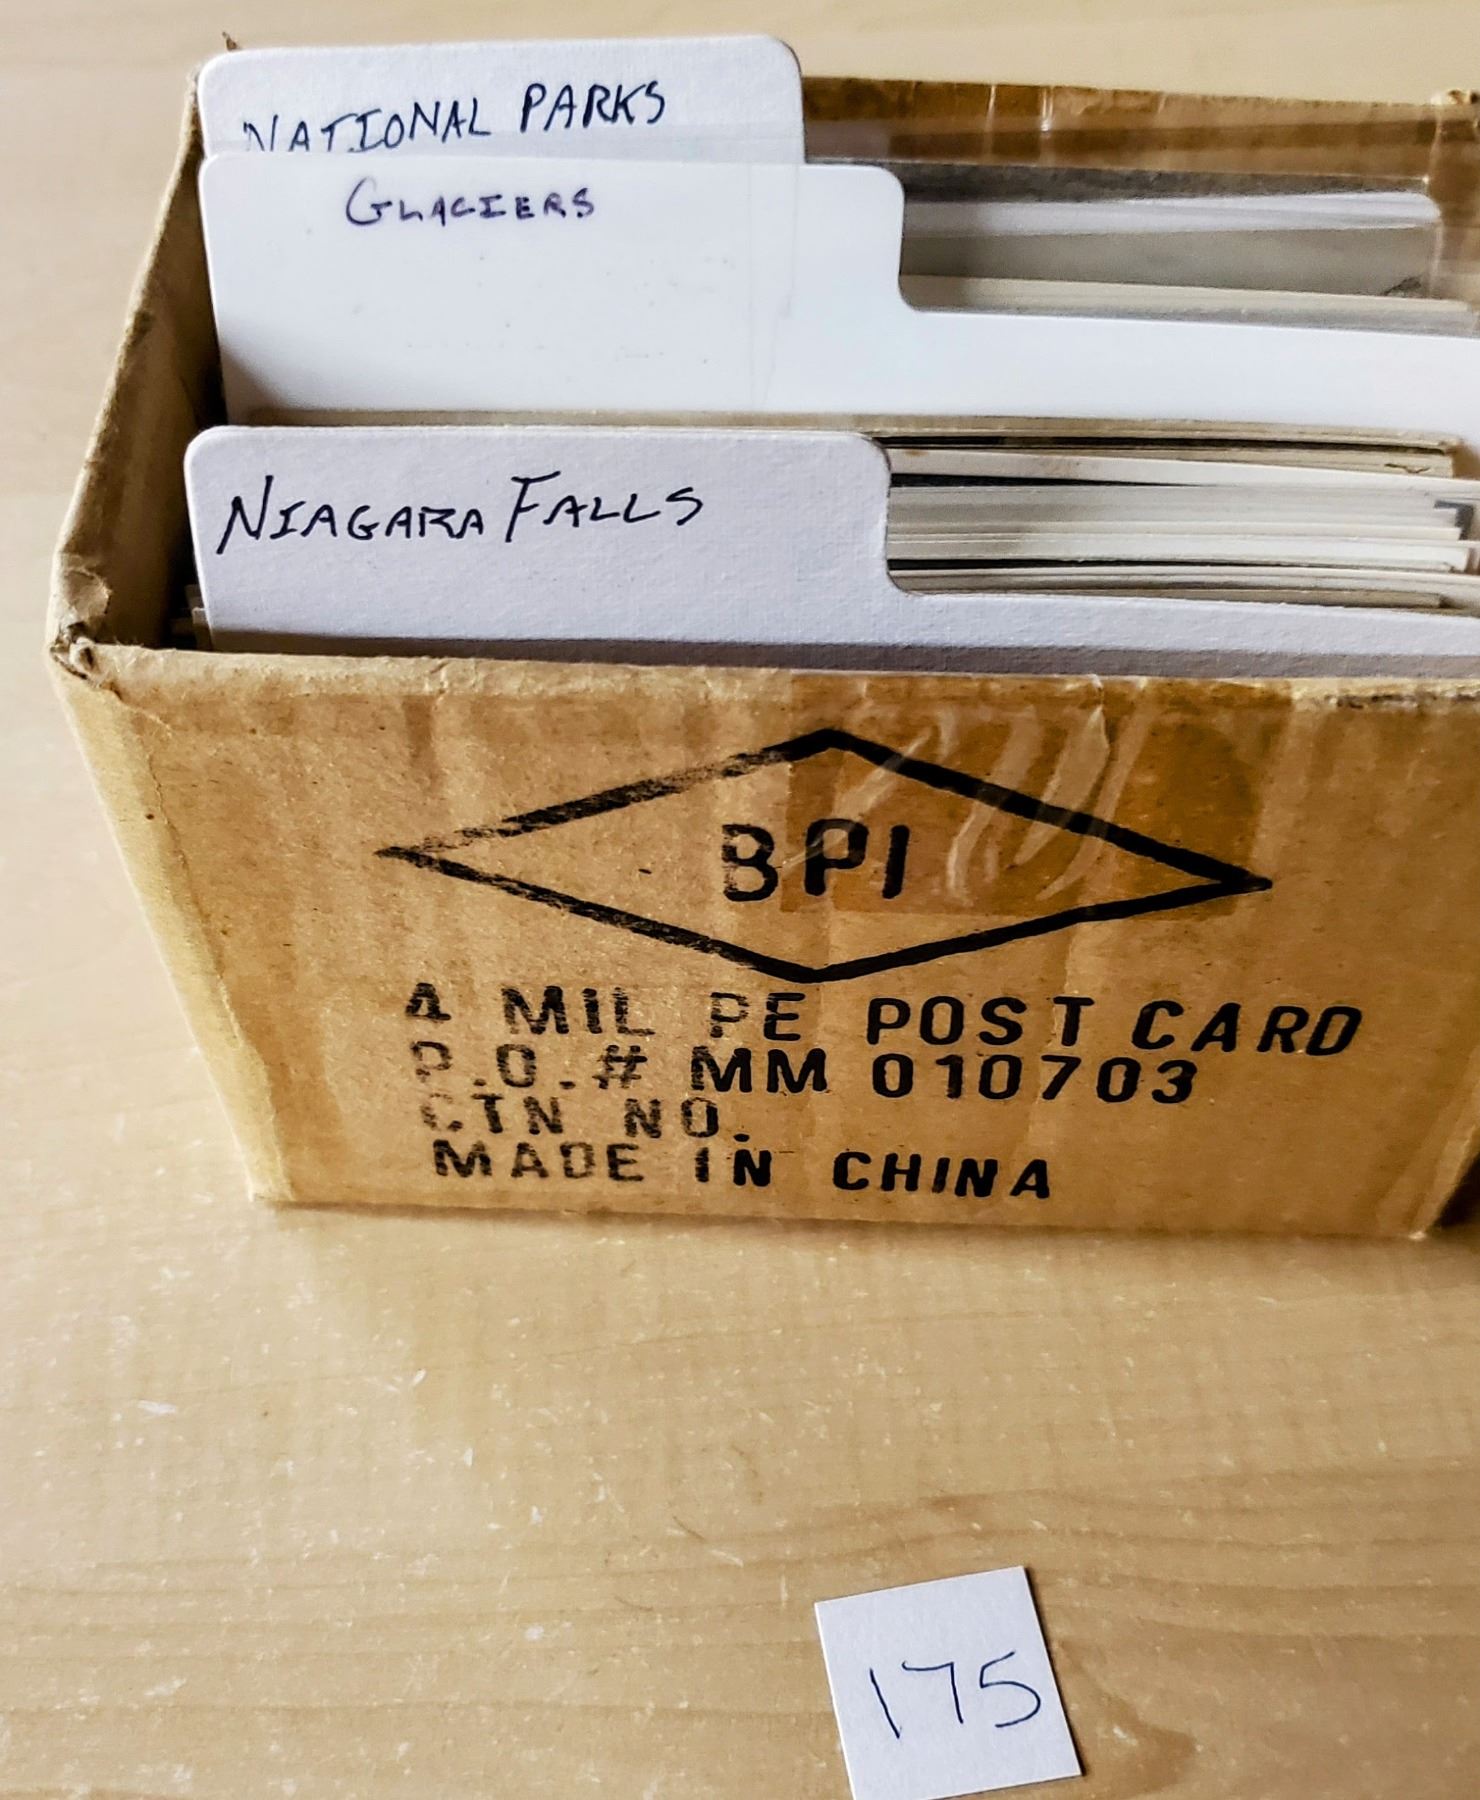 NATIONAL PARKS
GLACIERS
NIAGARA FALLS
BPI
4 MIL PE POST CARD
P.O.# MM 010703
CTN NO.
MADE IN CHINA
175